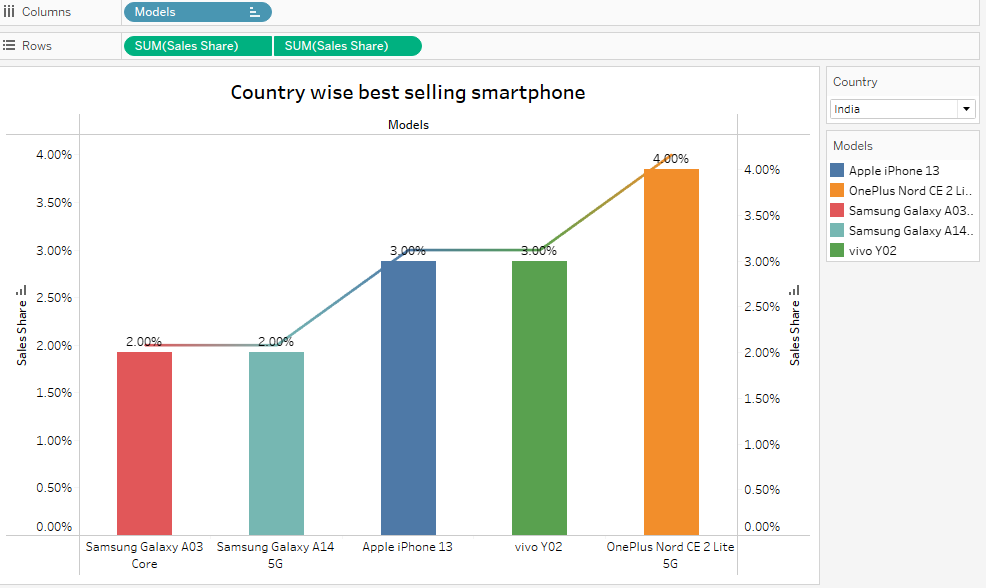 Columns
Models
Rows
SUM(Sales Share)
SUM(Sales Share)
Country wise best selling smartphone
Models
4.00%
3.50%
3.00%
2.50%
2.00%
1.50%
1.00%
0.50%
0.00%
Sales Share
2.00%
2.00%
3.00%
3.00%
4.00%
4.00%
3.50%
3.00%
2.50%
2.00%
1.50%
1.00%
0.50%
0.00%
Sales Share
Samsung Galaxy A03
Core
Samsung Galaxy A14
5G
Apple iPhone 13
vivo Y02
OnePlus Nord CE 2 Lite
5G
Country
India
Models
Apple iPhone 13
OnePlus Nord CE 2 Li..
Samsung Galaxy A03..
Samsung Galaxy A14..
vivo Y02